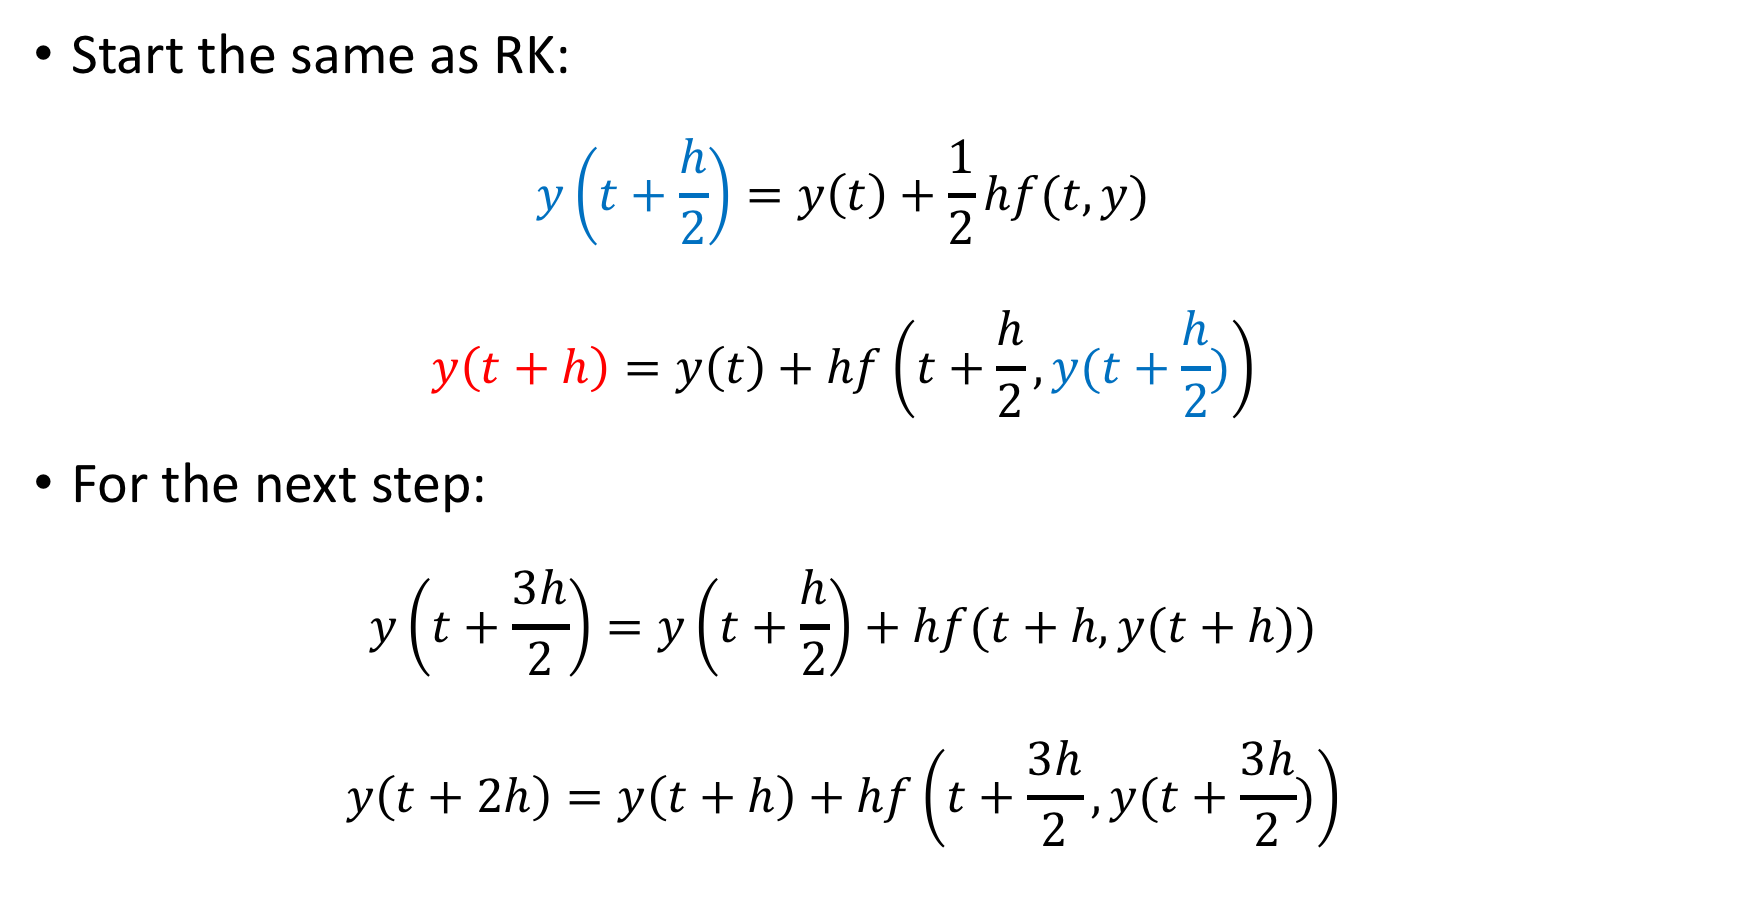 • Start the same as RK:
y(t + h/2) = y(t) + 1/2 hf(t, y)
y(t + h) = y(t) + hf(t + h/2, y(t + h/2))
• For the next step:
y(t + 3h/2) = y(t + h/2) + hf(t + h, y(t + h))
y(t + 2h) = y(t + h) + hf(t + 3h/2, y(t + 3h/2))